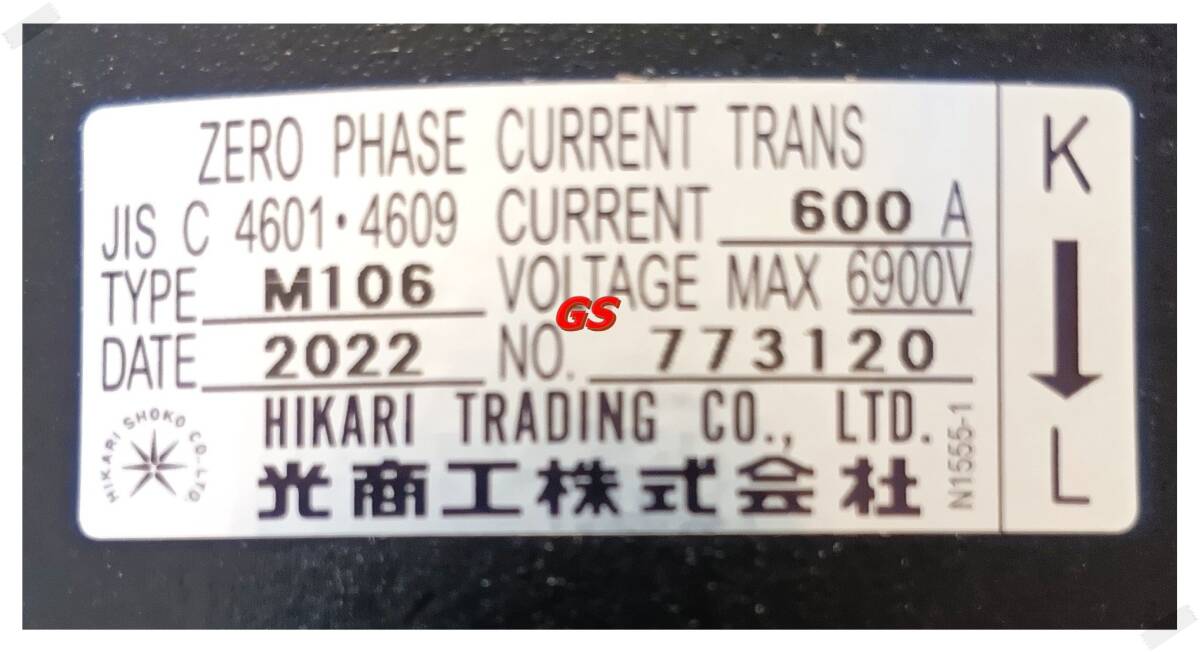 ZERO PHASE CURRENT TRANS
JIS C 4601・4609 CURRENT 600 A
TYPE M106 VOLTAGE MAX 6900V
GS
DATE 2022 NO. 773120
HIKARI SHOKO CO-LTD
HIKARI TRADING CO., LTD.
光商工株式会社
N1555-1
K
L